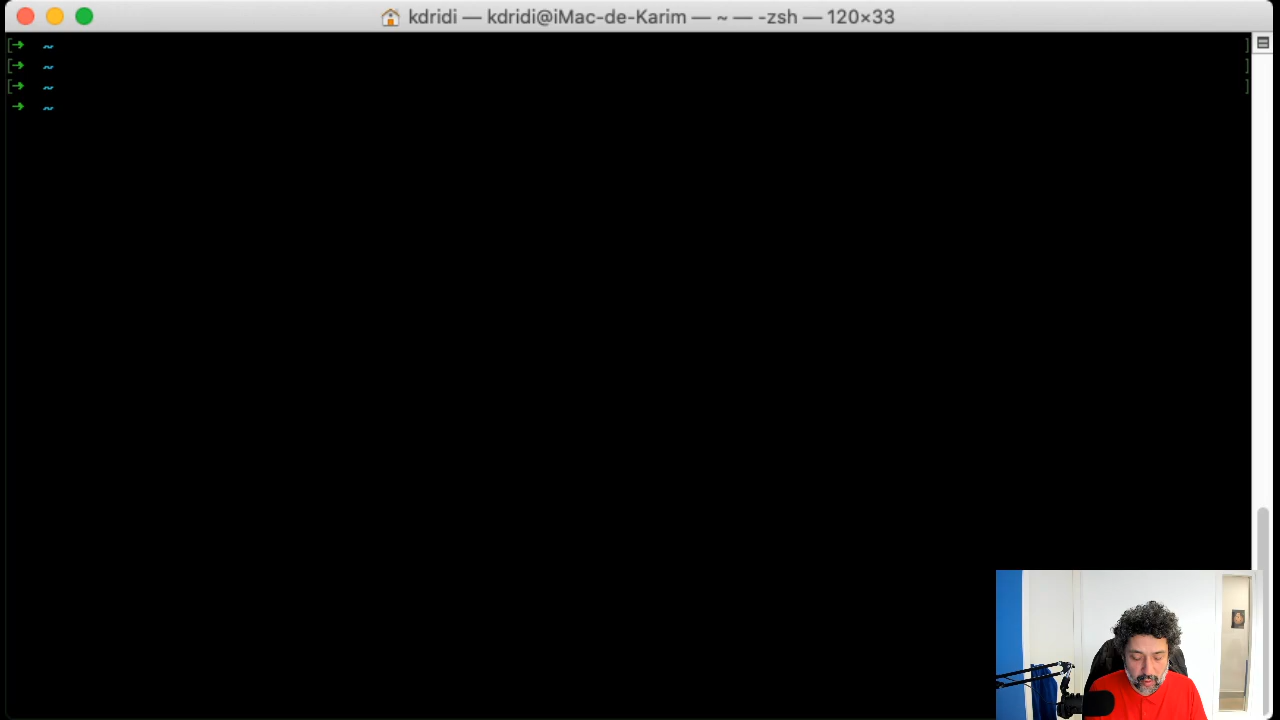 kdridi — kdridi@iMac-de-Karim — ~ — -zsh — 120×33
[➜ ~ ]
[➜ ~ ]
[➜ ~ ]
➜ ~